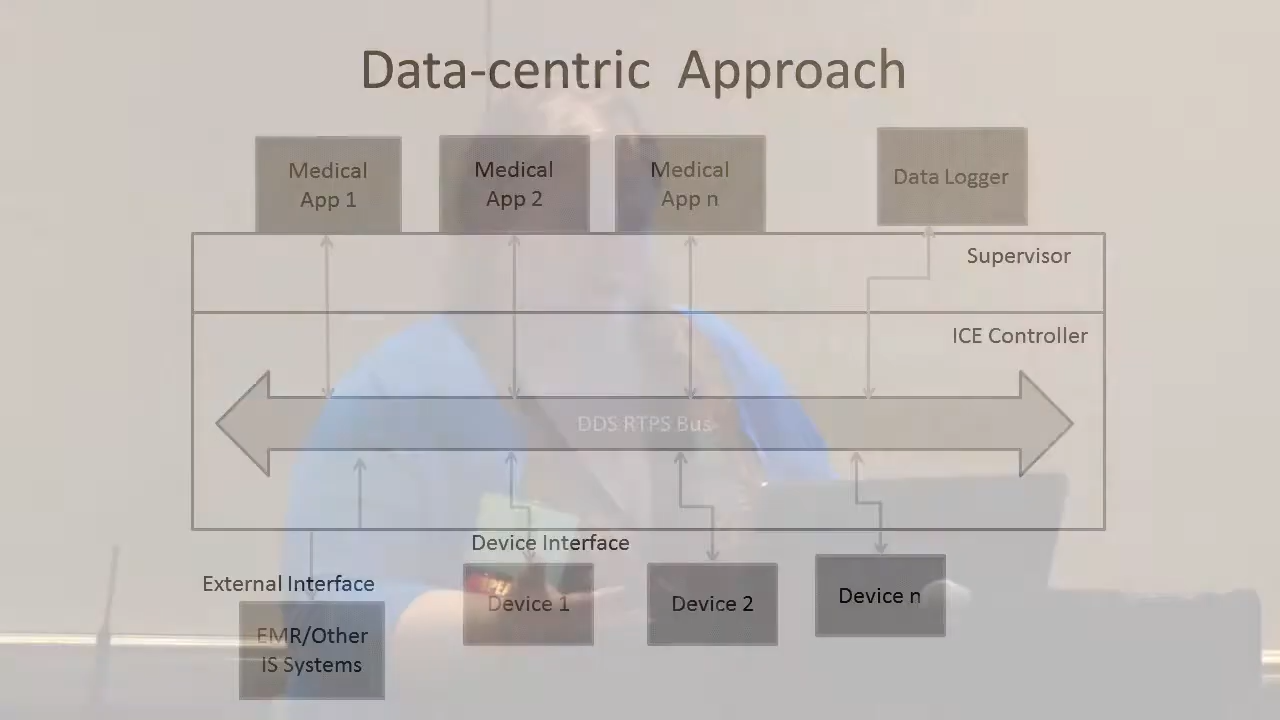 Data-centric Approach
Medical
App 1
Medical
App 2
Medical
App n
Data Logger
Supervisor
ICE Controller
DDS RTPS Bus
Device Interface
External Interface
Device 1
Device 2
Device n
EMR/Other
IS Systems